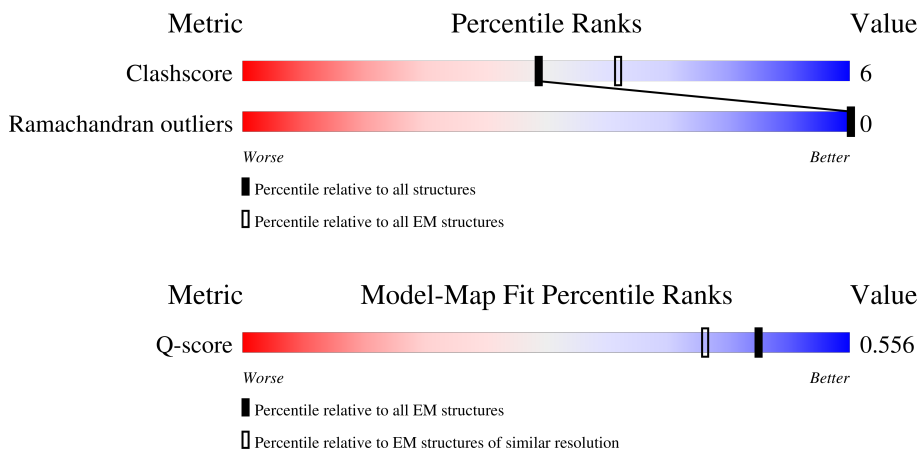 Metric Percentile Ranks Value
Clashscore 6
Ramachandran outliers 0
Worse Better
Percentile relative to all structures
Percentile relative to all EM structures
Metric Model-Map Fit Percentile Ranks Value
Q-score 0.556
Worse Better
Percentile relative to all EM structures
Percentile relative to EM structures of similar resolution